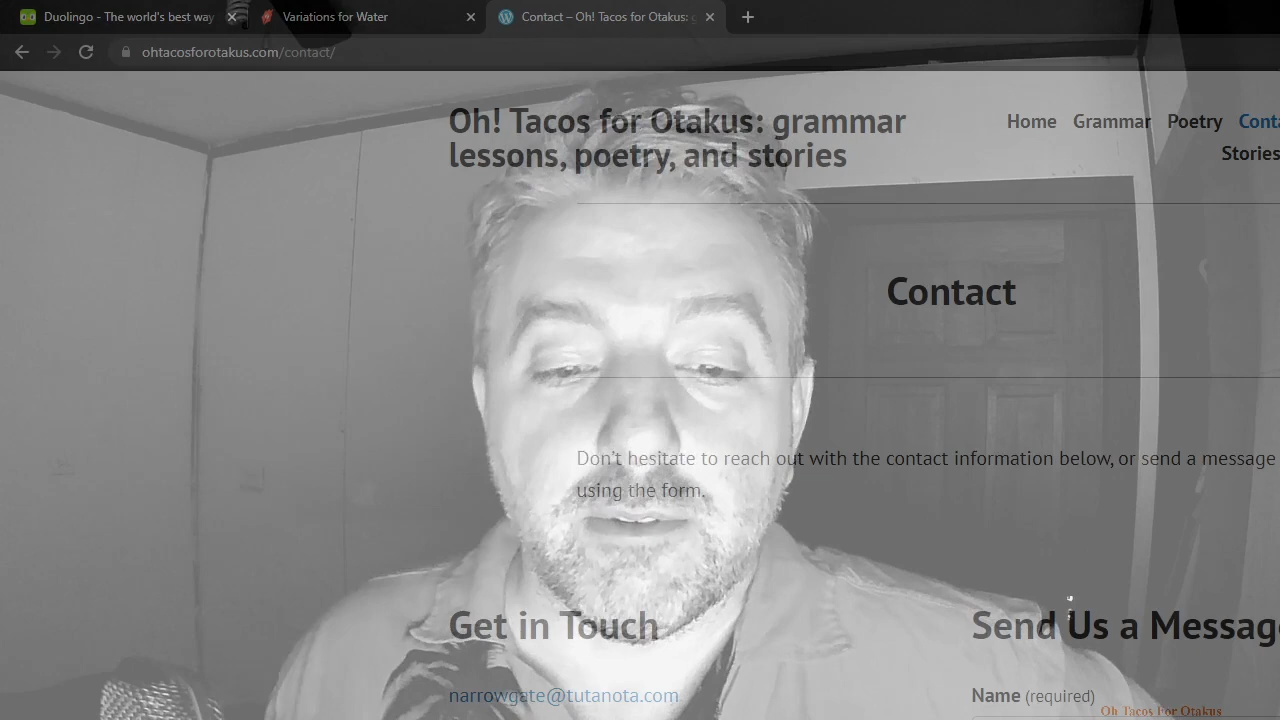 Duolingo - The world's best way
Variations for Water
Contact – Oh! Tacos for Otakus: g
ohtacosforotakus.com/contact/
Oh! Tacos for Otakus: grammar
lessons, poetry, and stories
Home Grammar Poetry Conta
Stories
Contact
Don't hesitate to reach out with the contact information below, or send a message
using the form.
Get in Touch
Send Us a Messag
narrowgate@tutanota.com
Name (required)
Oh Tacos For Otakus